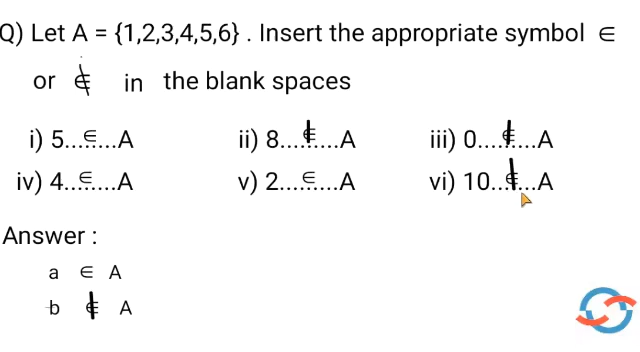 Q) Let A = {1,2,3,4,5,6} . Insert the appropriate symbol ∈
or ∉ in the blank spaces
i) 5...∈...A ii) 8...∉...A iii) 0...∉...A
iv) 4...∈...A v) 2...∈...A vi) 10...∉...A
Answer :
a ∈ A
b ∉ A